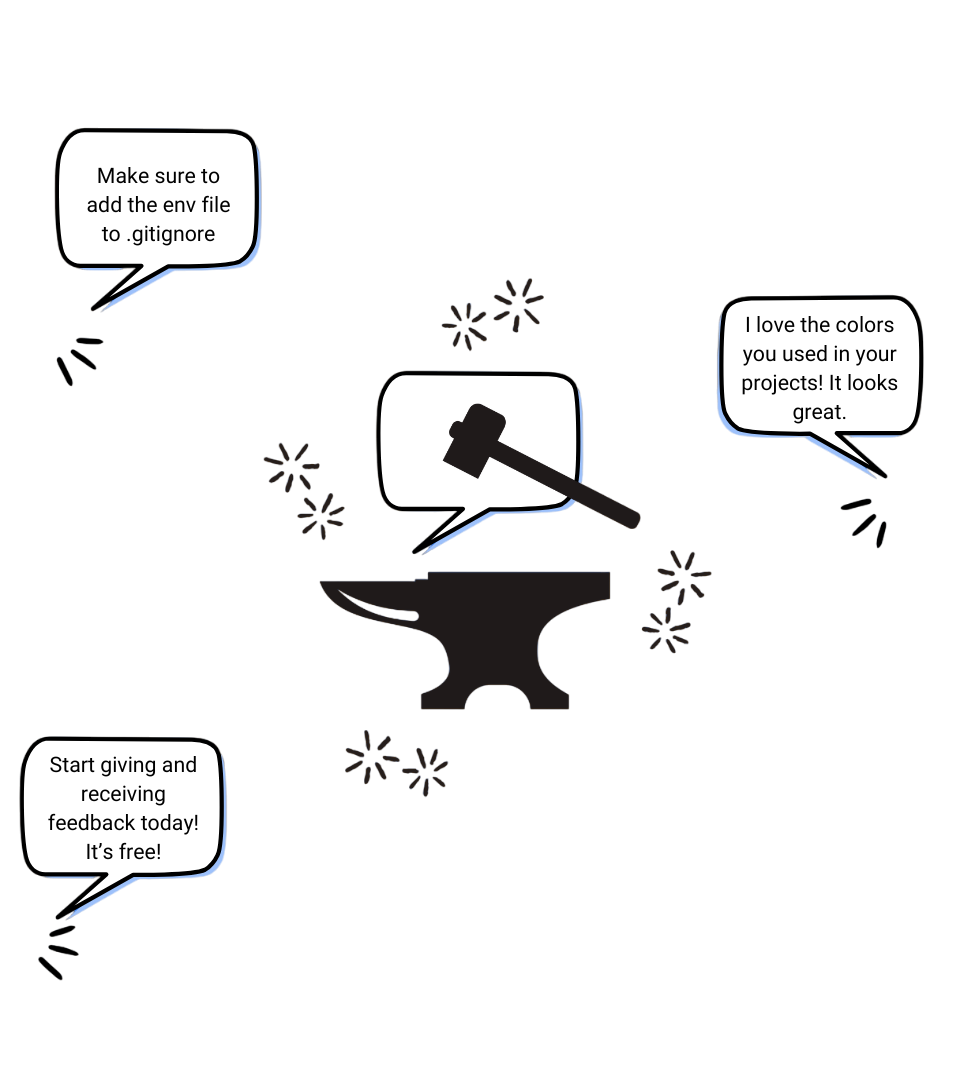 Make sure to
add the env file
to .gitignore
I love the colors
you used in your
projects! It looks
great.
Start giving and
receiving
feedback today!
It’s free!